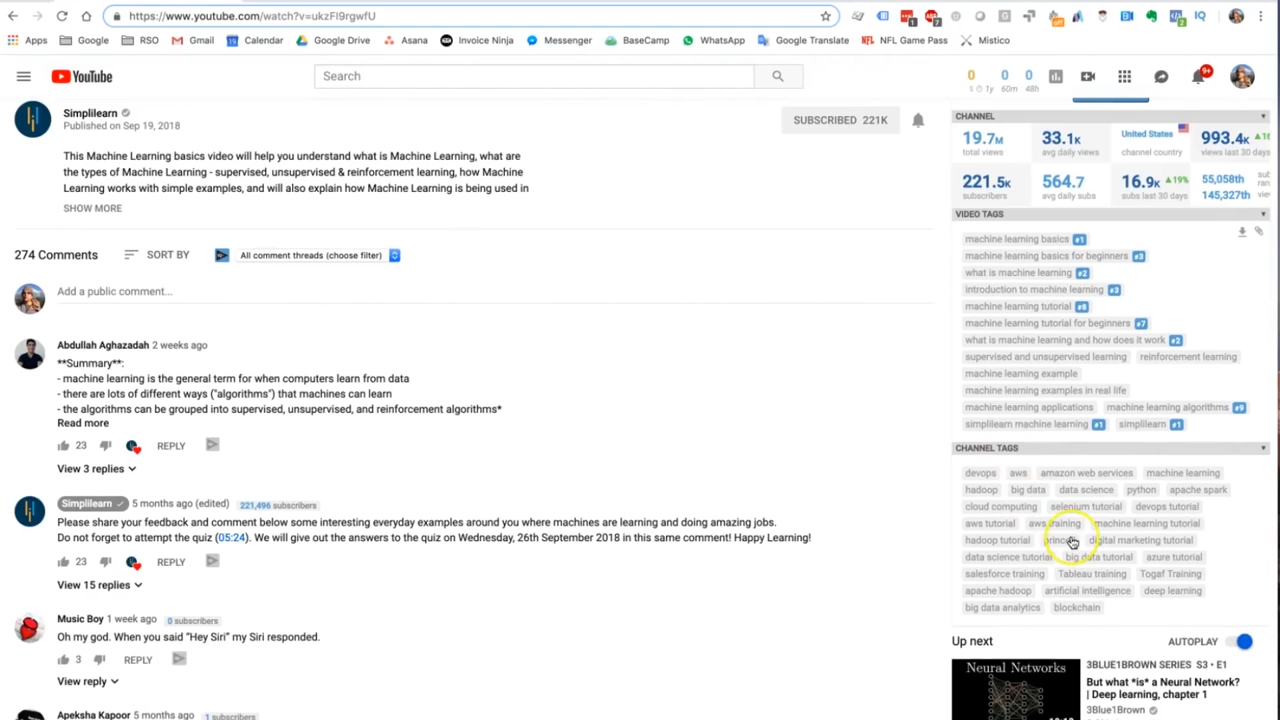 https://www.youtube.com/watch?v=ukzFI9rgwfU
Apps Google RSO Gmail Calendar Google Drive Asana Invoice Ninja Messenger BaseCamp WhatsApp Google Translate NFL Game Pass Mistico
YouTube Search 0 0 0 9+
1y 60m 48h
Simplilearn
Published on Sep 19, 2018
SUBSCRIBED 221K
This Machine Learning basics video will help you understand what is Machine Learning, what are
the types of Machine Learning - supervised, unsupervised & reinforcement learning, how Machine
Learning works with simple examples, and will also explain how Machine Learning is being used in
SHOW MORE
274 Comments SORT BY All comment threads (choose filter)
Add a public comment...
Abdullah Aghazadah 2 weeks ago
**Summary**:
- machine learning is the general term for when computers learn from data
- there are lots of different ways ("algorithms") that machines can learn
- the algorithms can be grouped into supervised, unsupervised, and reinforcement algorithms*
Read more
23 REPLY
View 3 replies
Simplilearn 5 months ago (edited) 221,496 subscribers
Please share your feedback and comment below some interesting everyday examples around you where machines are learning and doing amazing jobs.
Do not forget to attempt the quiz (05:24). We will give out the answers to the quiz on Wednesday, 26th September 2018 in this same comment! Happy Learning!
23 REPLY
View 15 replies
Music Boy 1 week ago 0 subscribers
Oh my god. When you said "Hey Siri" my Siri responded.
3 REPLY
View reply
Apeksha Kapoor 5 months ago 1 subscribers
CHANNEL
19.7M 33.1k United States 993.4k
total views avg daily views channel country views last 30 days
221.5k 564.7 16.9k 19% 55,058th
subscribers avg daily subs subs last 30 days 145,327th
VIDEO TAGS
machine learning basics #1
machine learning basics for beginners #3
what is machine learning #2
introduction to machine learning
machine learning tutorial
machine learning tutorial for beginners #7
what is machine learning and how does it work #2
supervised and unsupervised learning reinforcement learning
machine learning example
machine learning examples in real life
machine learning applications machine learning algorithms #9
simplilearn machine learning #1 simplilearn #1
CHANNEL TAGS
devops aws amazon web services machine learning
hadoop big data data science python apache spark
cloud computing selenium tutorial devops tutorial
aws tutorial aws training machine learning tutorial
hadoop tutorial digital marketing tutorial
data science tutorial big data tutorial azure tutorial
salesforce training Tableau training Togaf Training
apache hadoop artificial intelligence deep learning
big data analytics blockchain
Up next AUTOPLAY
Neural Networks
3BLUE1BROWN SERIES S3 • E1
But what *is* a Neural Network?
| Deep learning, chapter 1
3Blue1Brown